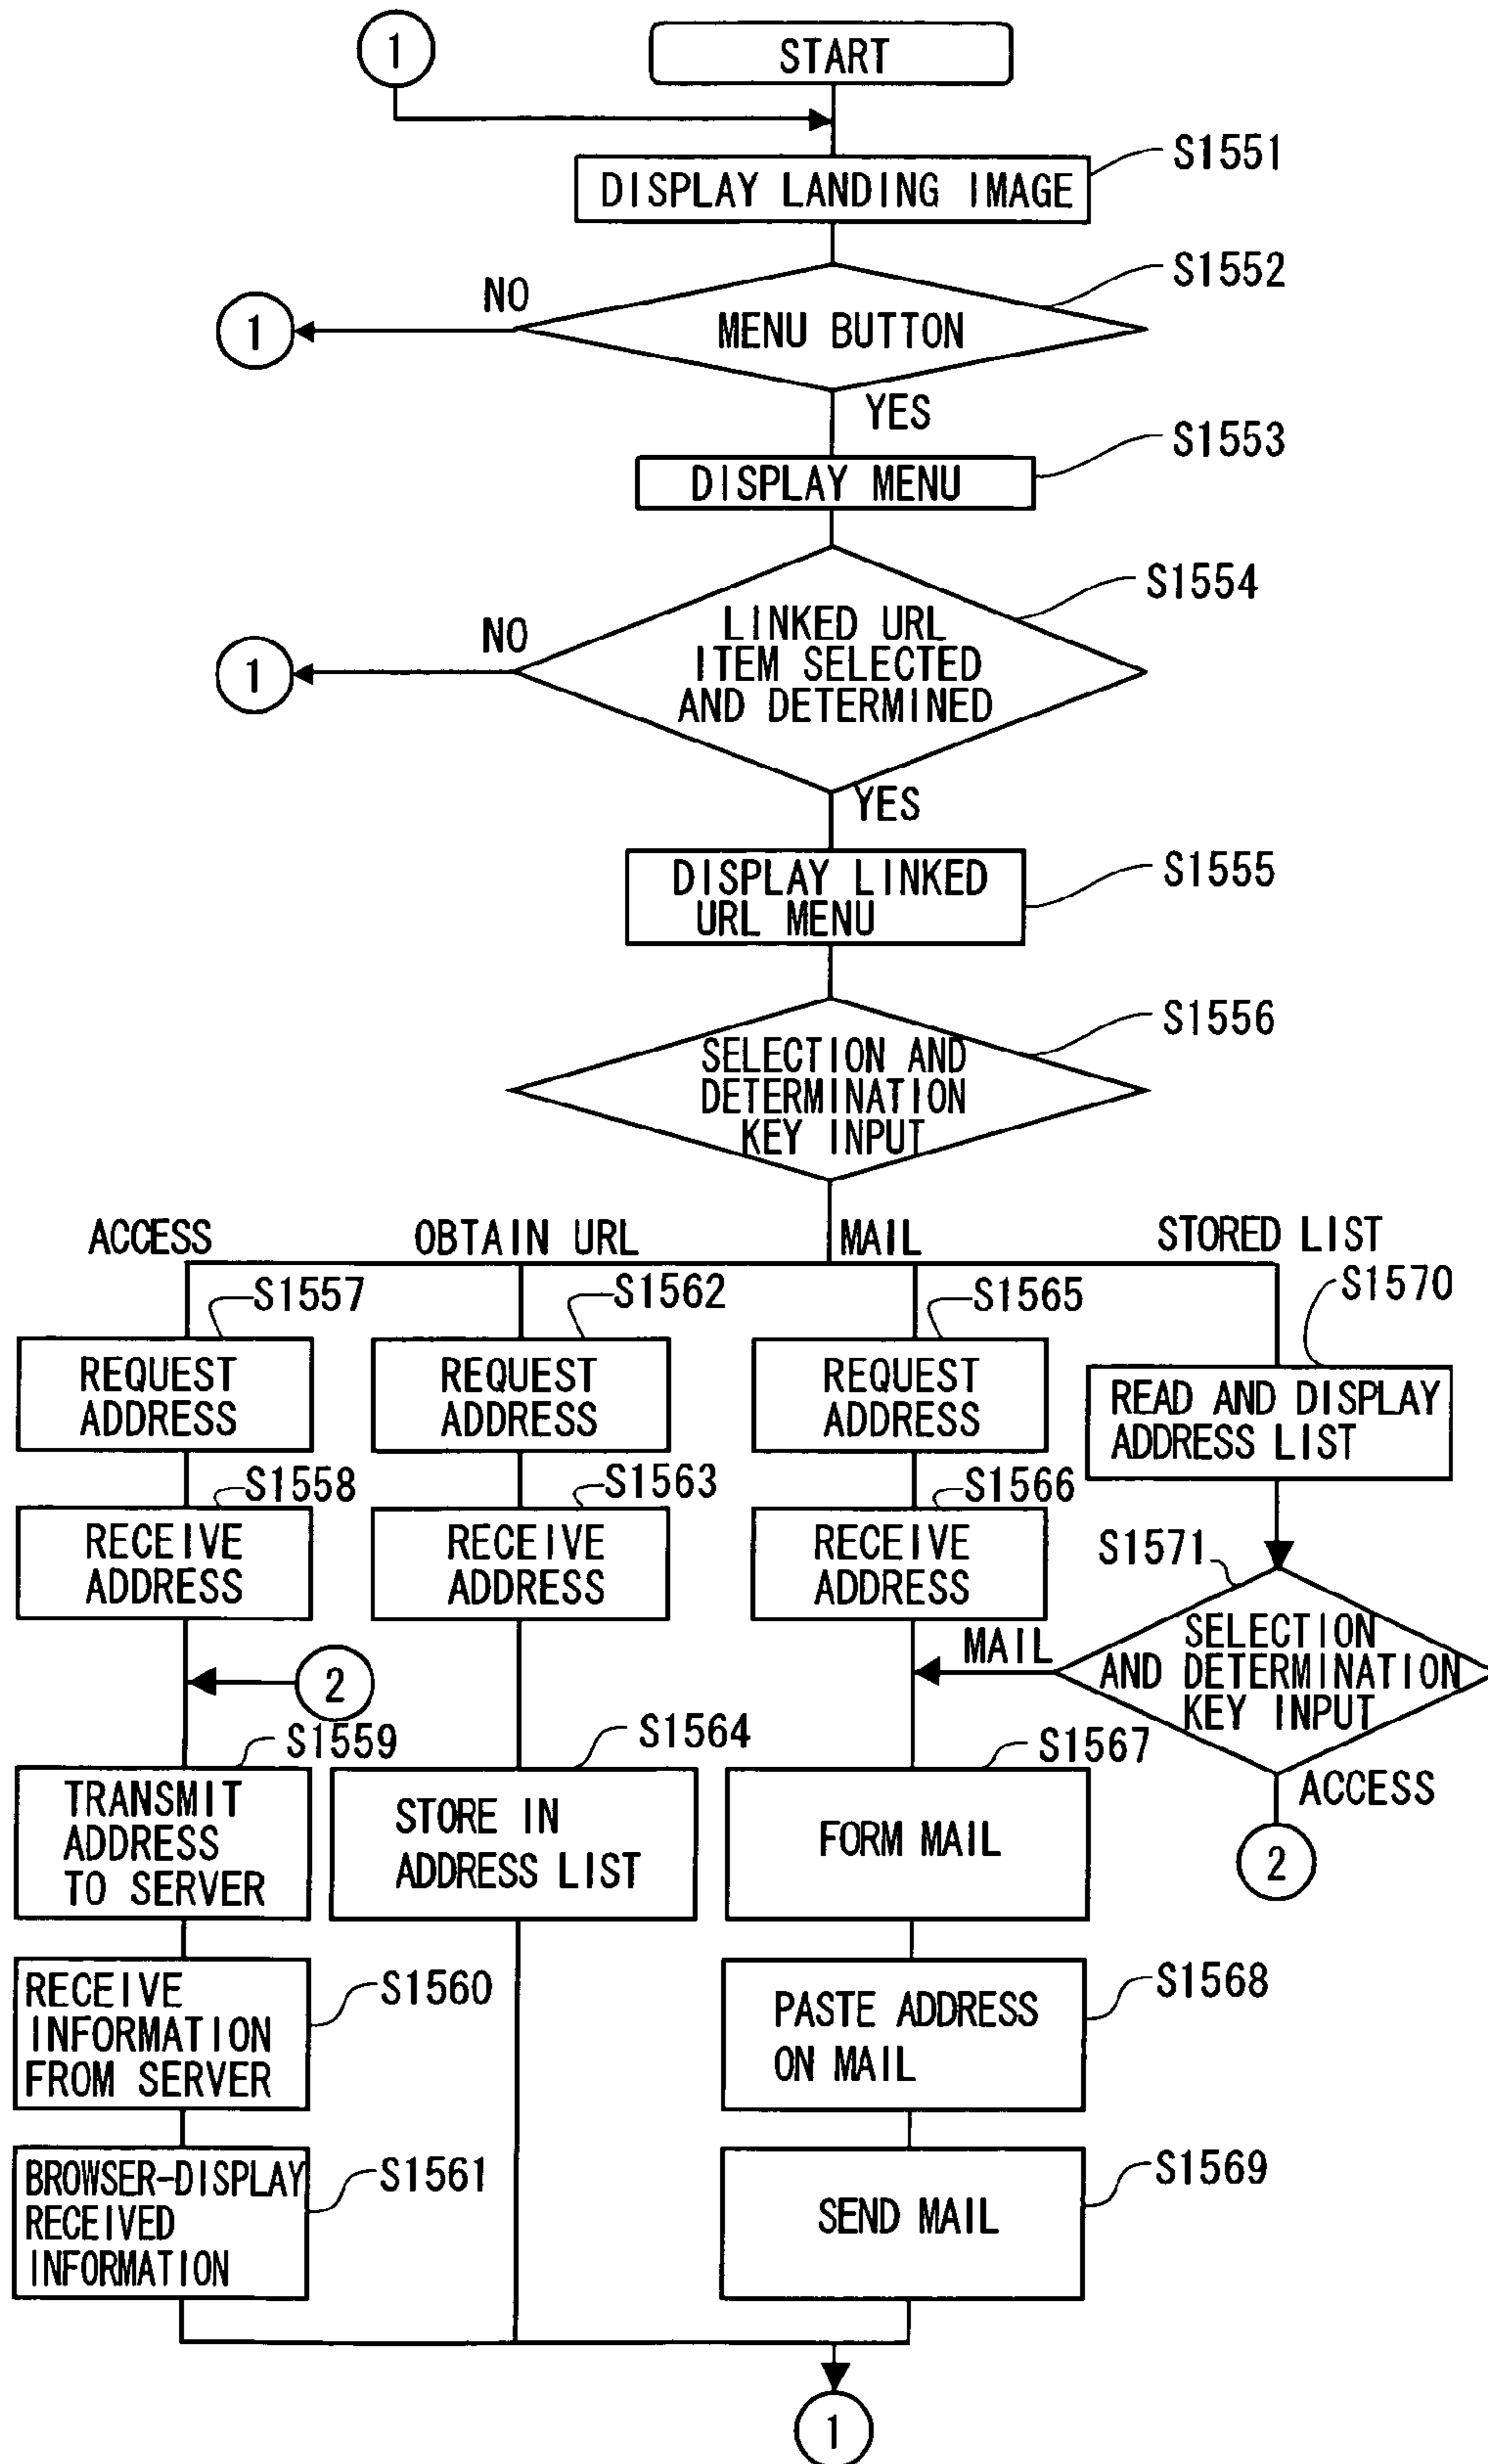 1
START
S1551
DISPLAY LANDING IMAGE
S1552
NO
1
MENU BUTTON
YES
S1553
DISPLAY MENU
S1554
NO
1
LINKED URL
ITEM SELECTED
AND DETERMINED
YES
S1555
DISPLAY LINKED
URL MENU
S1556
SELECTION AND
DETERMINATION
KEY INPUT
ACCESS
OBTAIN URL
MAIL
STORED LIST
S1557
S1562
S1565
S1570
REQUEST
ADDRESS
REQUEST
ADDRESS
REQUEST
ADDRESS
READ AND DISPLAY
ADDRESS LIST
S1558
S1563
S1566
RECEIVE
ADDRESS
RECEIVE
ADDRESS
RECEIVE
ADDRESS
S1571
SELECTION
AND DETERMINATION
KEY INPUT
MAIL
2
S1559
S1564
S1567
ACCESS
2
TRANSMIT
ADDRESS
TO SERVER
STORE IN
ADDRESS LIST
FORM MAIL
S1560
RECEIVE
INFORMATION
FROM SERVER
S1568
PASTE ADDRESS
ON MAIL
S1561
BROWSER-DISPLAY
RECEIVED
INFORMATION
S1569
SEND MAIL
1